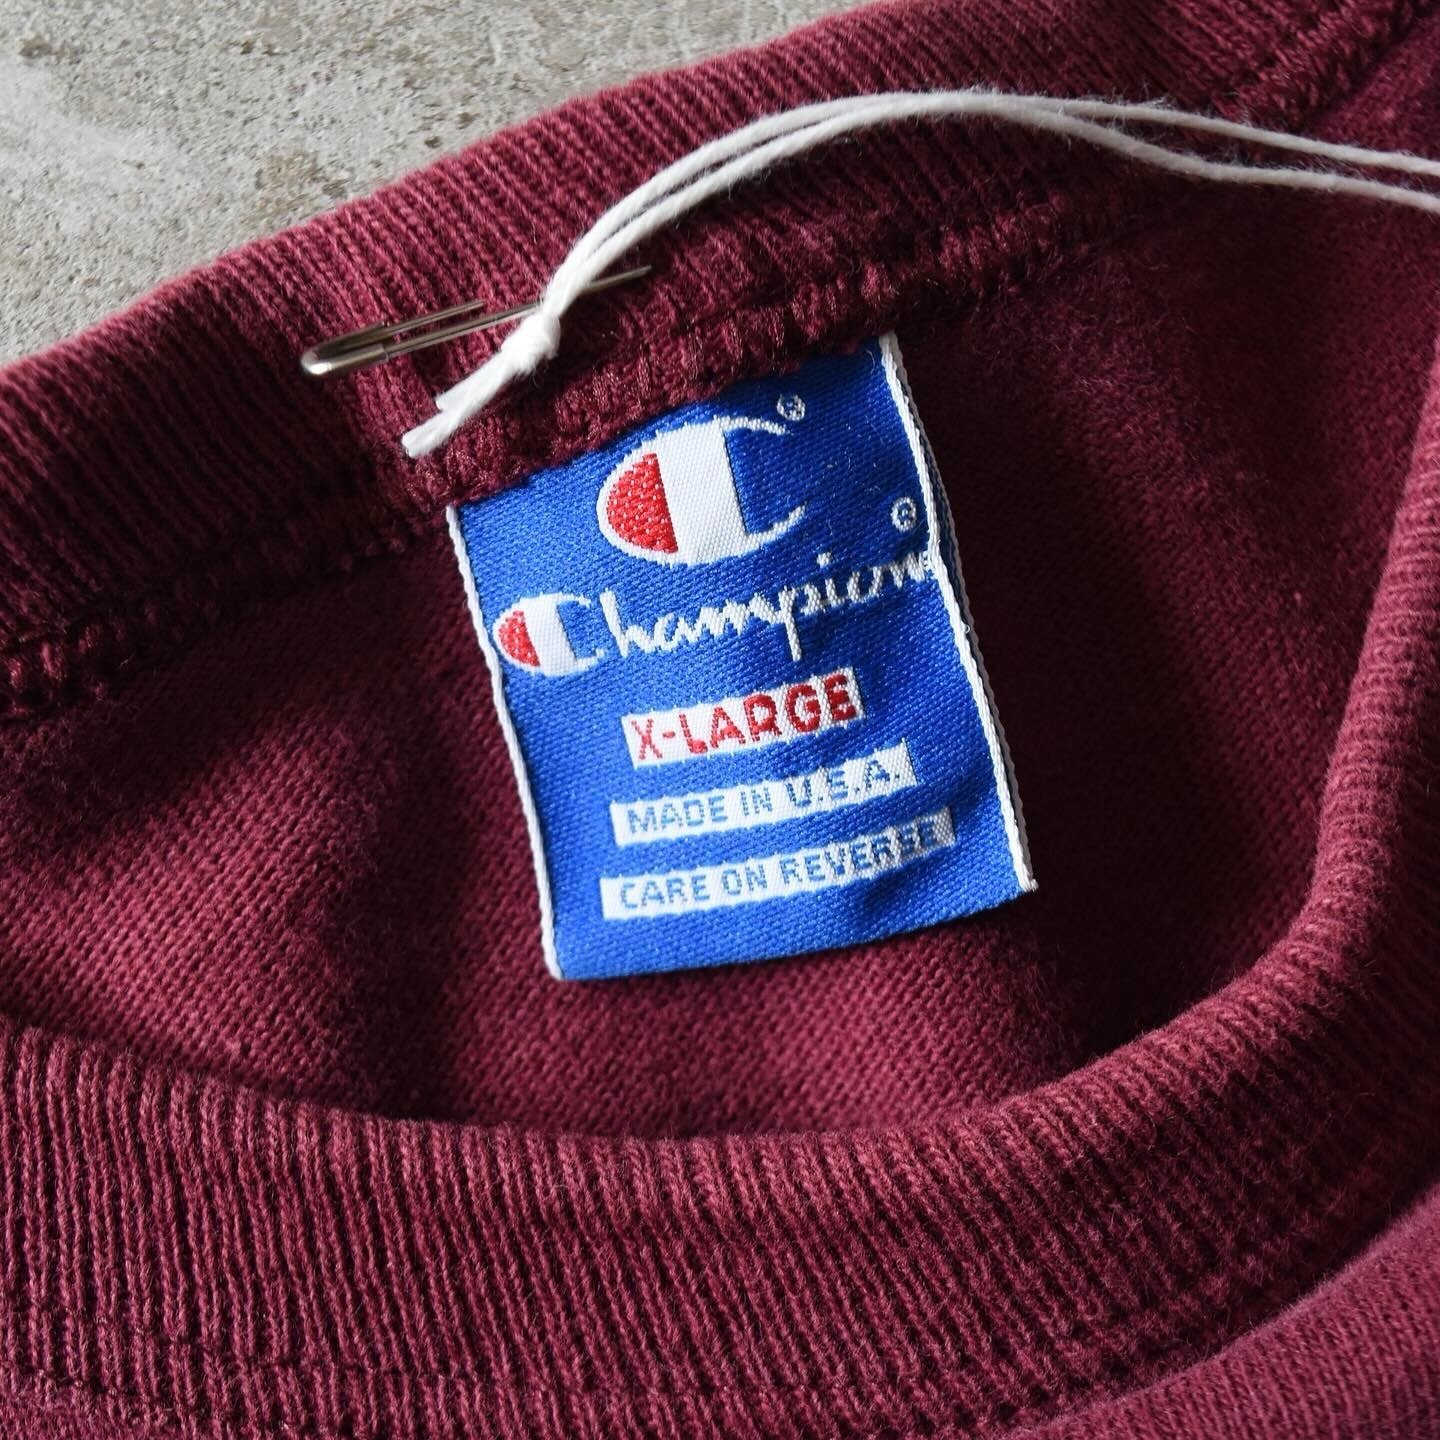 C®
Champion®
X-LARGE
MADE IN U.S.A.
CARE ON REVERSE